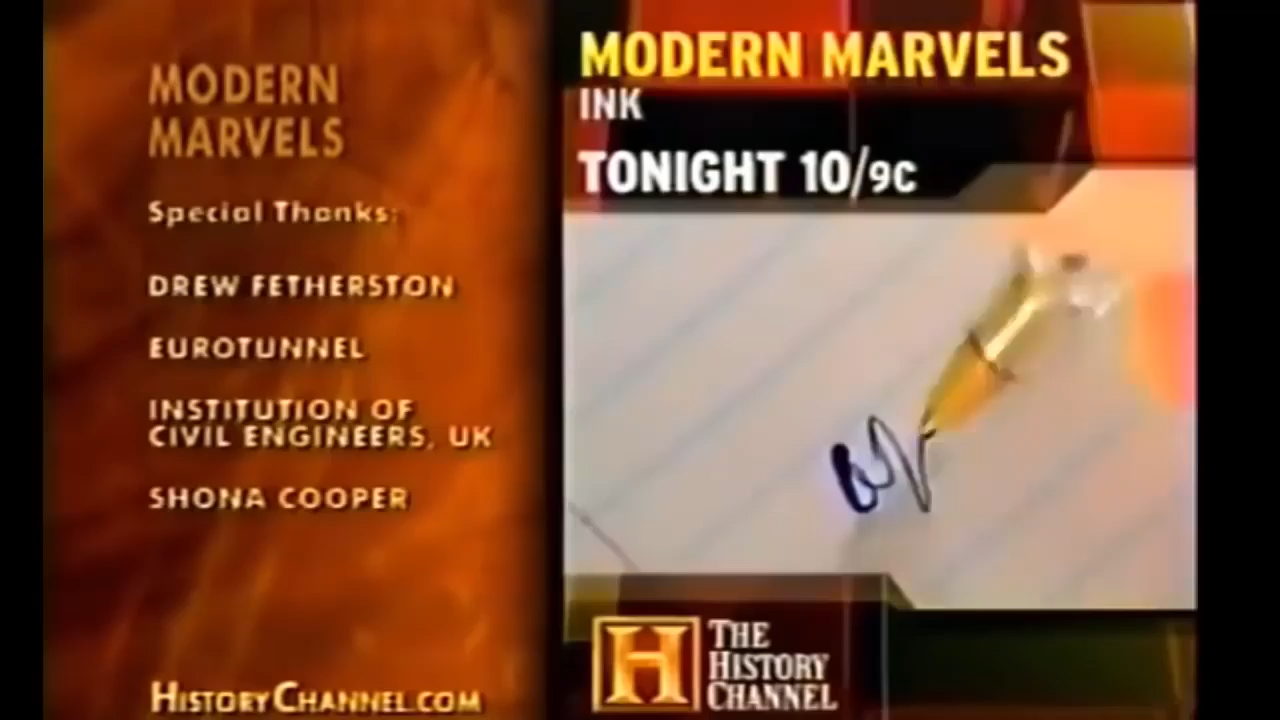 MODERN
MARVELS
Special Thanks:
DREW FETHERSTON
EUROTUNNEL
INSTITUTION OF
CIVIL ENGINEERS, UK
SHONA COOPER
HISTORYCHANNEL.COM
MODERN MARVELS
INK
TONIGHT 10/9C
H
THE
HISTORY
CHANNEL